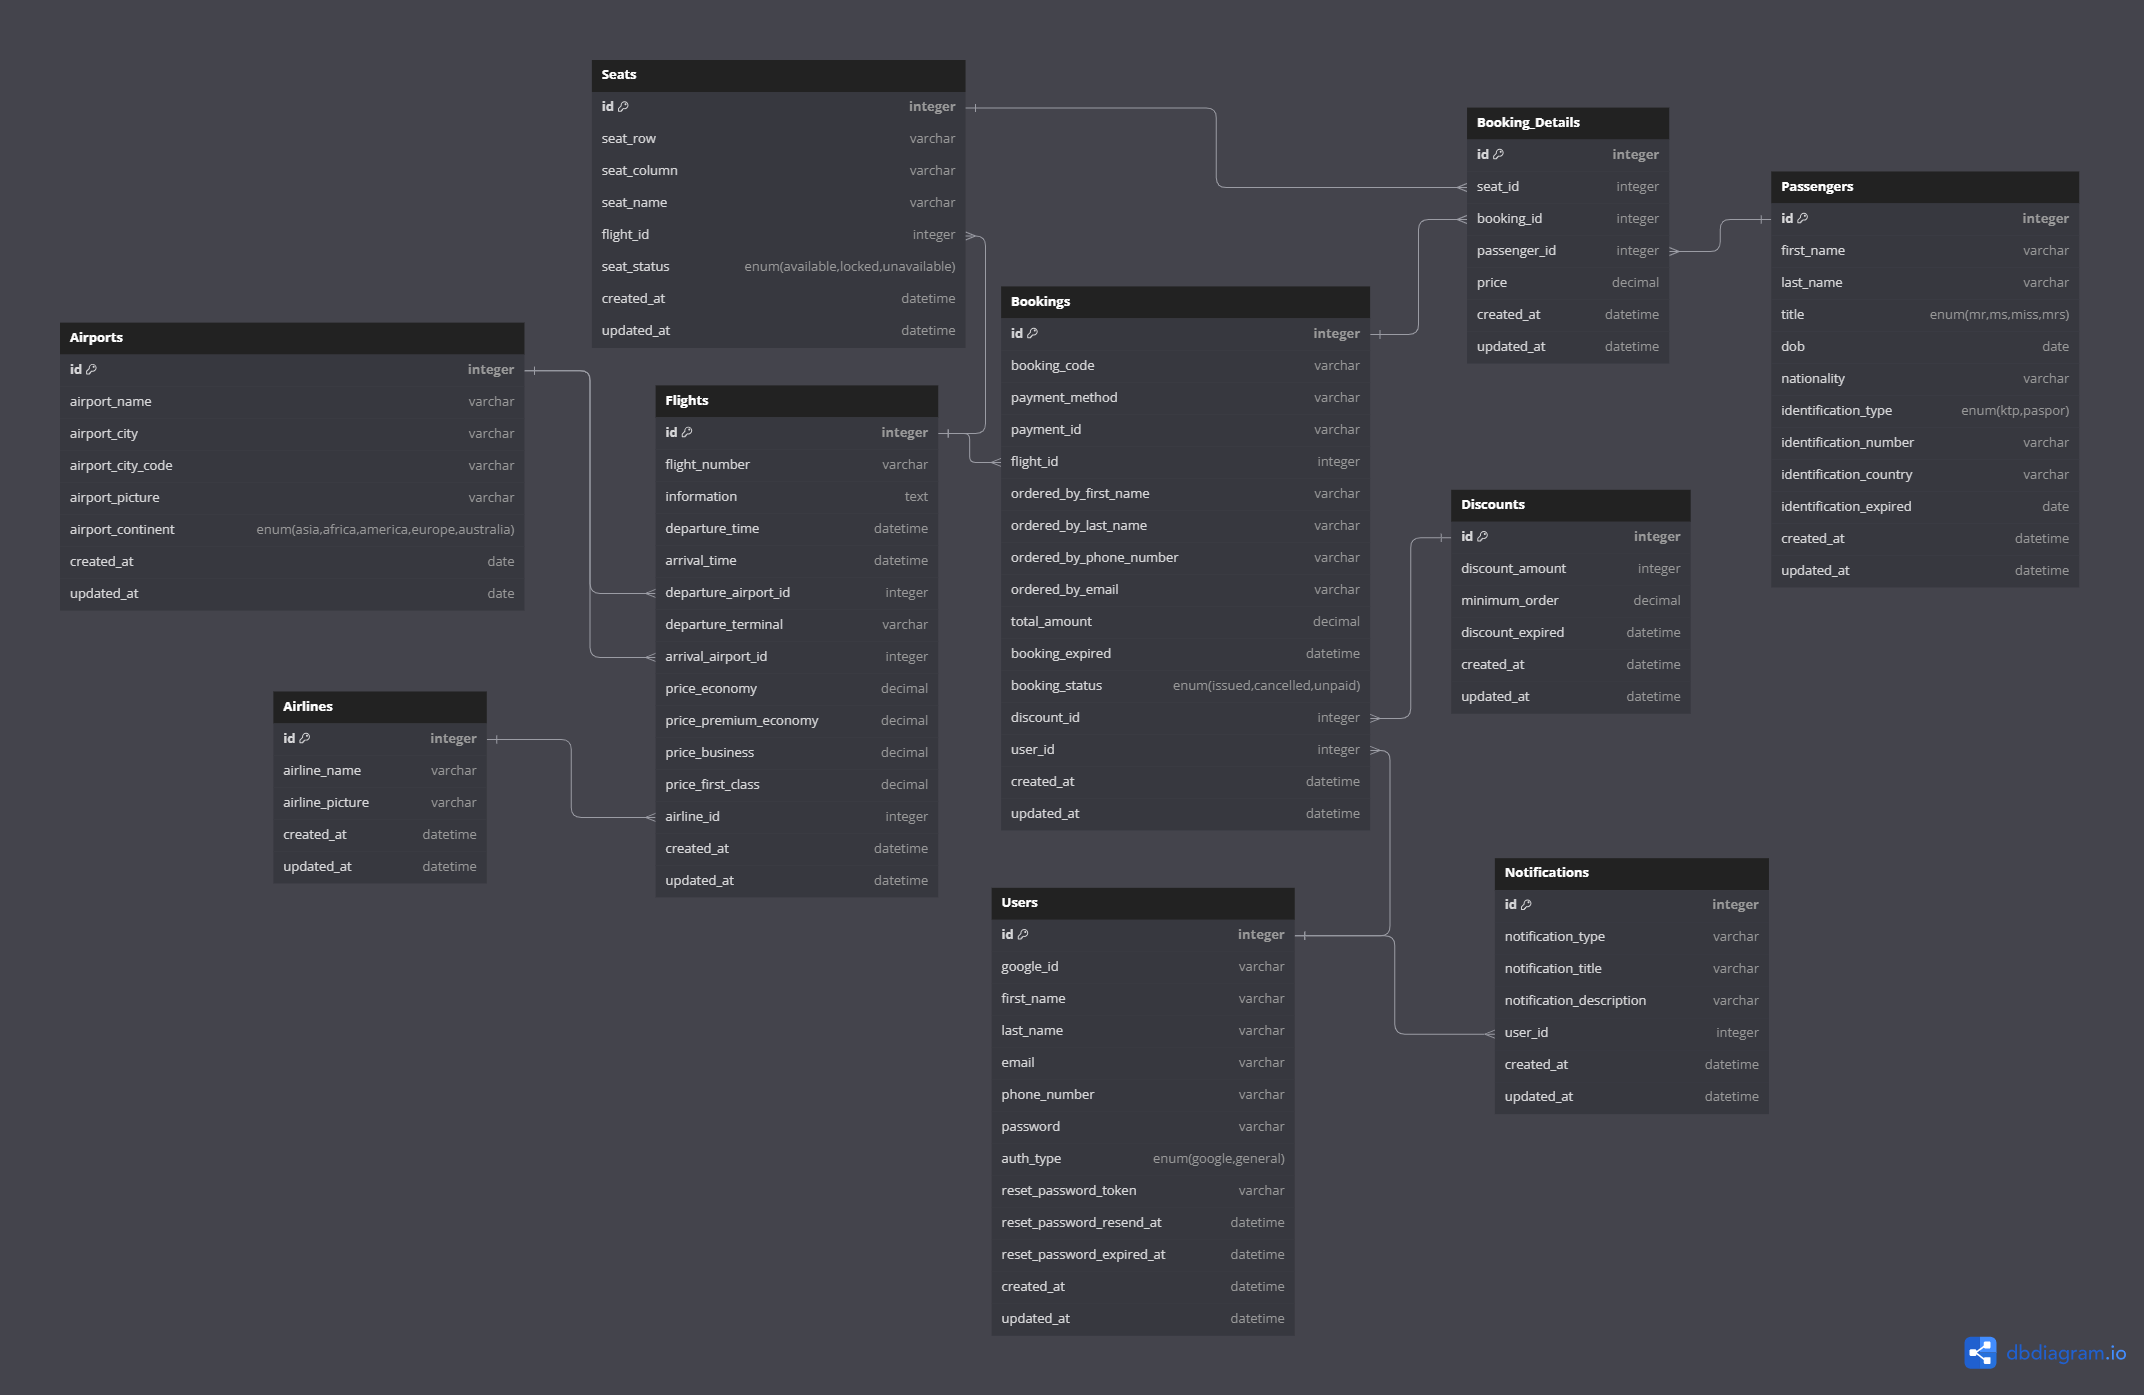 Seats
id integer
seat_row varchar
seat_column varchar
seat_name varchar
flight_id integer
seat_status enum(available,locked,unavailable)
created_at datetime
updated_at datetime
Booking_Details
id integer
seat_id integer
booking_id integer
passenger_id integer
price decimal
created_at datetime
updated_at datetime
Passengers
id integer
first_name varchar
last_name varchar
title enum(mr,ms,miss,mrs)
dob date
nationality varchar
identification_type enum(ktp,paspor)
identification_number varchar
identification_country varchar
identification_expired date
created_at datetime
updated_at datetime
Airports
id integer
airport_name varchar
airport_city varchar
airport_city_code varchar
airport_picture varchar
airport_continent enum(asia,africa,america,europe,australia)
created_at date
updated_at date
Flights
id integer
flight_number varchar
information text
departure_time datetime
arrival_time datetime
departure_airport_id integer
departure_terminal varchar
arrival_airport_id integer
price_economy decimal
price_premium_economy decimal
price_business decimal
price_first_class decimal
airline_id integer
created_at datetime
updated_at datetime
Bookings
id integer
booking_code varchar
payment_method varchar
payment_id varchar
flight_id integer
ordered_by_first_name varchar
ordered_by_last_name varchar
ordered_by_phone_number varchar
ordered_by_email varchar
total_amount decimal
booking_expired datetime
booking_status enum(issued,cancelled,unpaid)
discount_id integer
user_id integer
created_at datetime
updated_at datetime
Discounts
id integer
discount_amount integer
minimum_order decimal
discount_expired datetime
created_at datetime
updated_at datetime
Airlines
id integer
airline_name varchar
airline_picture varchar
created_at datetime
updated_at datetime
Users
id integer
google_id varchar
first_name varchar
last_name varchar
email varchar
phone_number varchar
password varchar
auth_type enum(google,general)
reset_password_token varchar
reset_password_resend_at datetime
reset_password_expired_at datetime
created_at datetime
updated_at datetime
Notifications
id integer
notification_type varchar
notification_title varchar
notification_description varchar
user_id integer
created_at datetime
updated_at datetime
dbdiagram.io